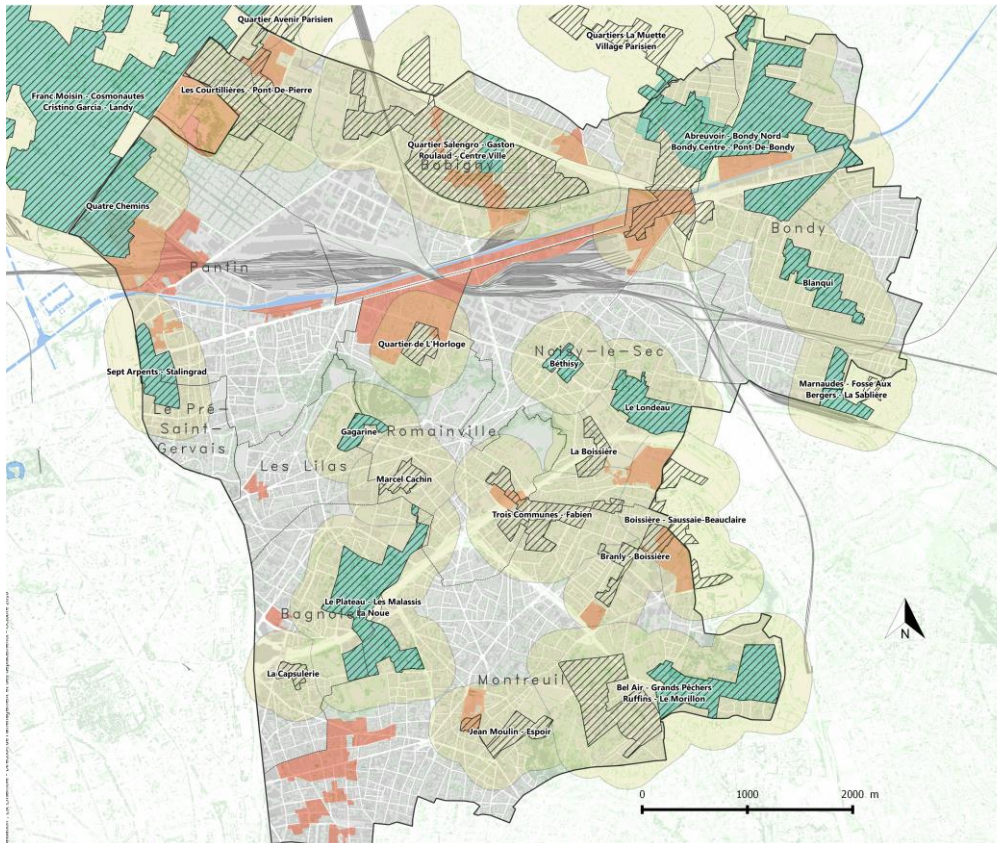 Quartier Avenir Parisien
Quartiers La Muette
Village Parisien
Les Courtillières - Pont-De-Pierre
Franc Moisin - Cosmonautes
Cristino Garcia - Landy
Abreuvoir - Bondy Nord
Bondy Centre - Pont-De-Bondy
Quartier Salengro - Gaston
Roulaud - Centre Ville
Bobigny
Quatre Chemins
Bondy
Pantin
Blanqui
Quartier de L'Horloge
Noisy-le-Sec
Béthisy
Sept Arpents - Stalingrad
Marnaudes - Fosse Aux
Bergers - La Sablière
Le Pré-
Saint-
Gervais
Le Londeau
Gagarine
Romainville
La Boissière
Les Lilas
Marcel Cachin
Trois Communes - Fabien
Boissière - Saussaie-Beauclaire
Branly - Boissière
Le Plateau - Les Malassis
La Noue
Bagnolet
N
La Capsulerie
Montreuil
Bel Air - Grands Pêchers
Ruffins - Le Morillon
Jean Moulin - Espoir
0 1000 2000 m